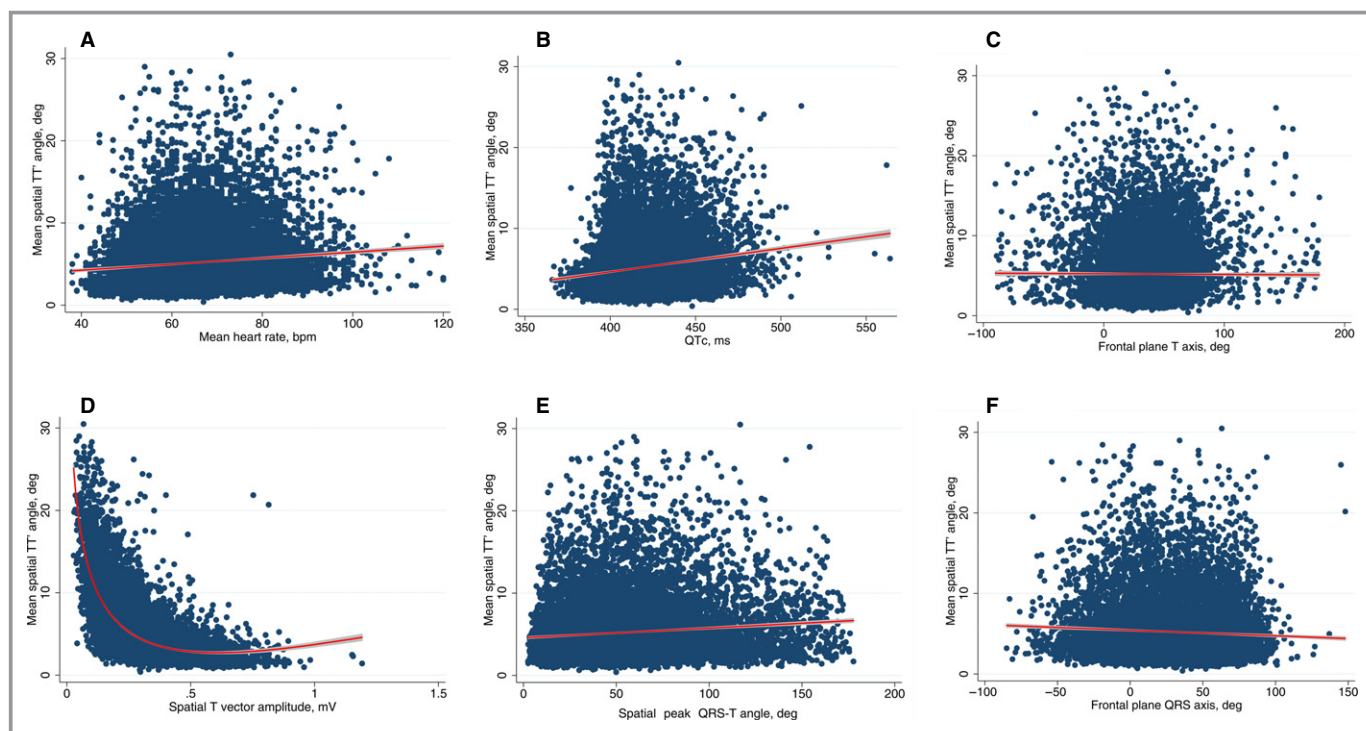 A
Mean spatial TT' angle, deg
30
20
10
0
40 60 80 100 120
Mean heart rate, bpm
B
Mean spatial TT' angle, deg
30
20
10
0
350 400 450 500 550
QTc, ms
C
Mean spatial TT' angle, deg
30
20
10
0
−100 0 100 200
Frontal plane T axis, deg
D
Mean spatial TT' angle, deg
30
20
10
0
0 .5 1 1.5
Spatial T vector amplitude, mV
E
Mean spatial TT' angle, deg
30
20
10
0
0 50 100 150 200
Spatial peak QRS-T angle, deg
F
Mean spatial TT' angle, deg
30
20
10
0
−100 −50 0 50 100 150
Frontal plane QRS axis, deg